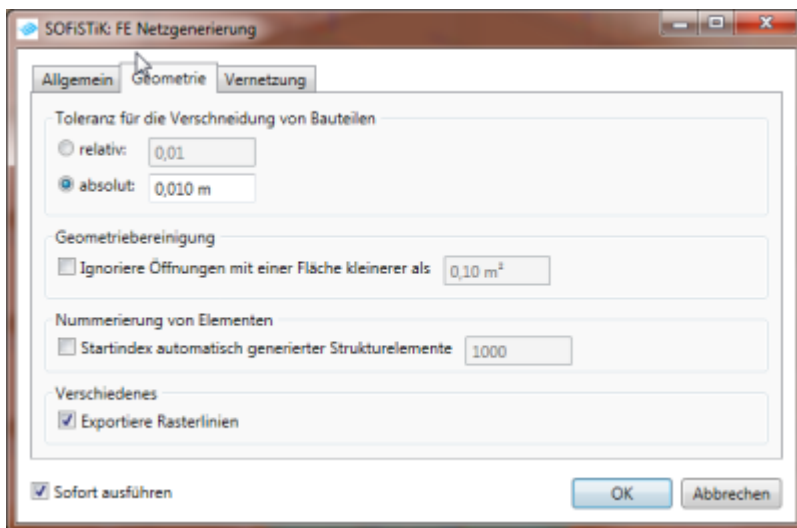 SOFiSTiK: FE Netzgenerierung
Allgemein Geometrie Vernetzung
Toleranz für die Verschneidung von Bauteilen
relativ: 0,01
absolut: 0,010 m
Geometriebereinigung
Ignoriere Öffnungen mit einer Fläche kleinerer als 0,10 m²
Nummerierung von Elementen
Startindex automatisch generierter Strukturelemente 1000
Verschiedenes
Exportiere Rasterlinien
Sofort ausführen OK Abbrechen